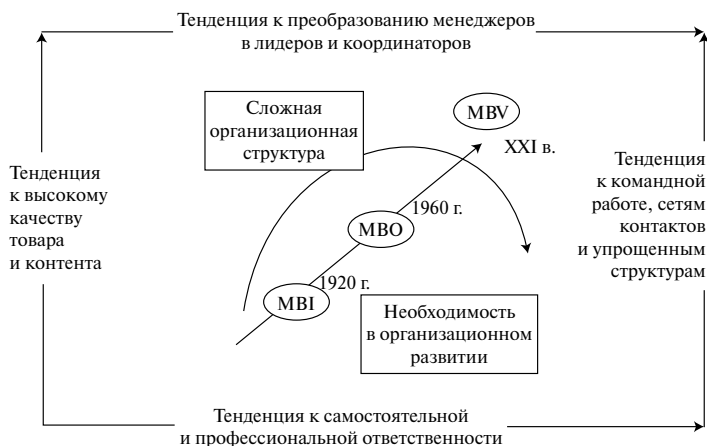 Тенденция к преобразованию менеджеров
в лидеров и координаторов
Сложная
организационная
структура
MBV
XXI в.
Тенденция
к высокому
качеству
товара
и контента
Тенденция
к командной
работе, сетям
контактов
и упрощенным
структурам
1960 г.
MBO
1920 г.
MBI
Необходимость
в организационном
развитии
Тенденция к самостоятельной
и профессиональной ответственности